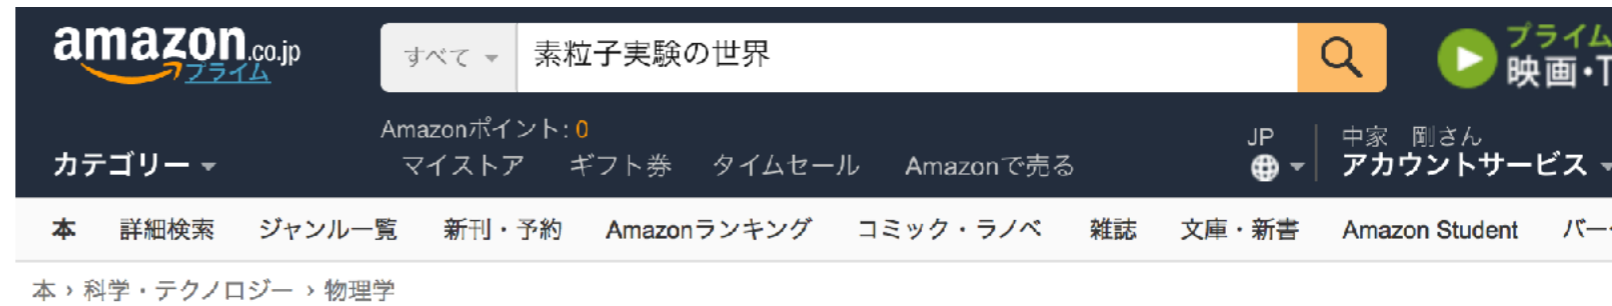 amazon.co.jp
プライム
すべて
素粒子実験の世界
プライム
映画・T
Amazonポイント: 0
カテゴリー
マイストア ギフト券 タイムセール Amazonで売る
JP
中家 剛さん
アカウントサービス
本 詳細検索 ジャンル一覧 新刊・予約 Amazonランキング コミック・ラノベ 雑誌 文庫・新書 Amazon Student バー
本 › 科学・テクノロジー › 物理学